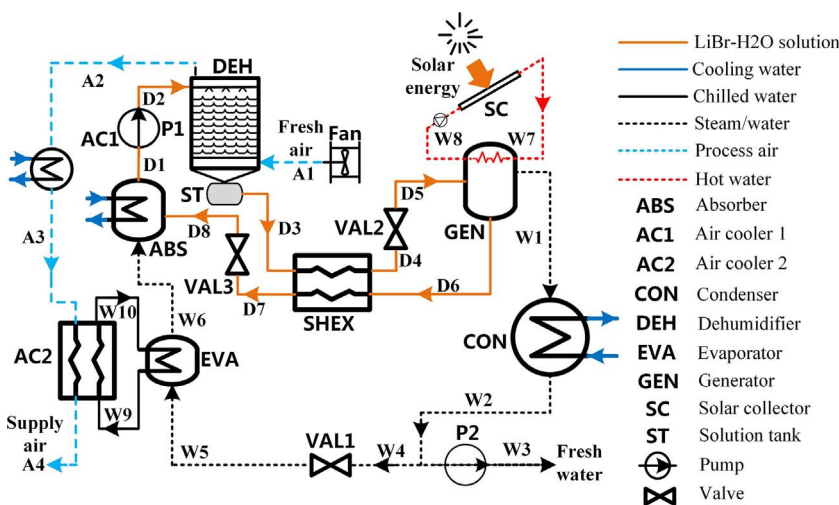 A2
DEH
D2
P1
AC1
D1
Fresh
air
A1
Fan
ST
Solar
energy
SC
W8
W7
D5
VAL2
D4
GEN
W1
A3
ABS
D8
D3
VAL3
D7
SHEX
D6
CON
W10
W6
AC2
EVA
W9
Supply
air
A4
W5
VAL1
W4
W2
P2
W3
Fresh
water
LiBr-H2O solution
Cooling water
Chilled water
Steam/water
Process air
Hot water
ABS Absorber
AC1 Air cooler 1
AC2 Air cooler 2
CON Condenser
DEH Dehumidifier
EVA Evaporator
GEN Generator
SC Solar collector
ST Solution tank
Pump
Valve